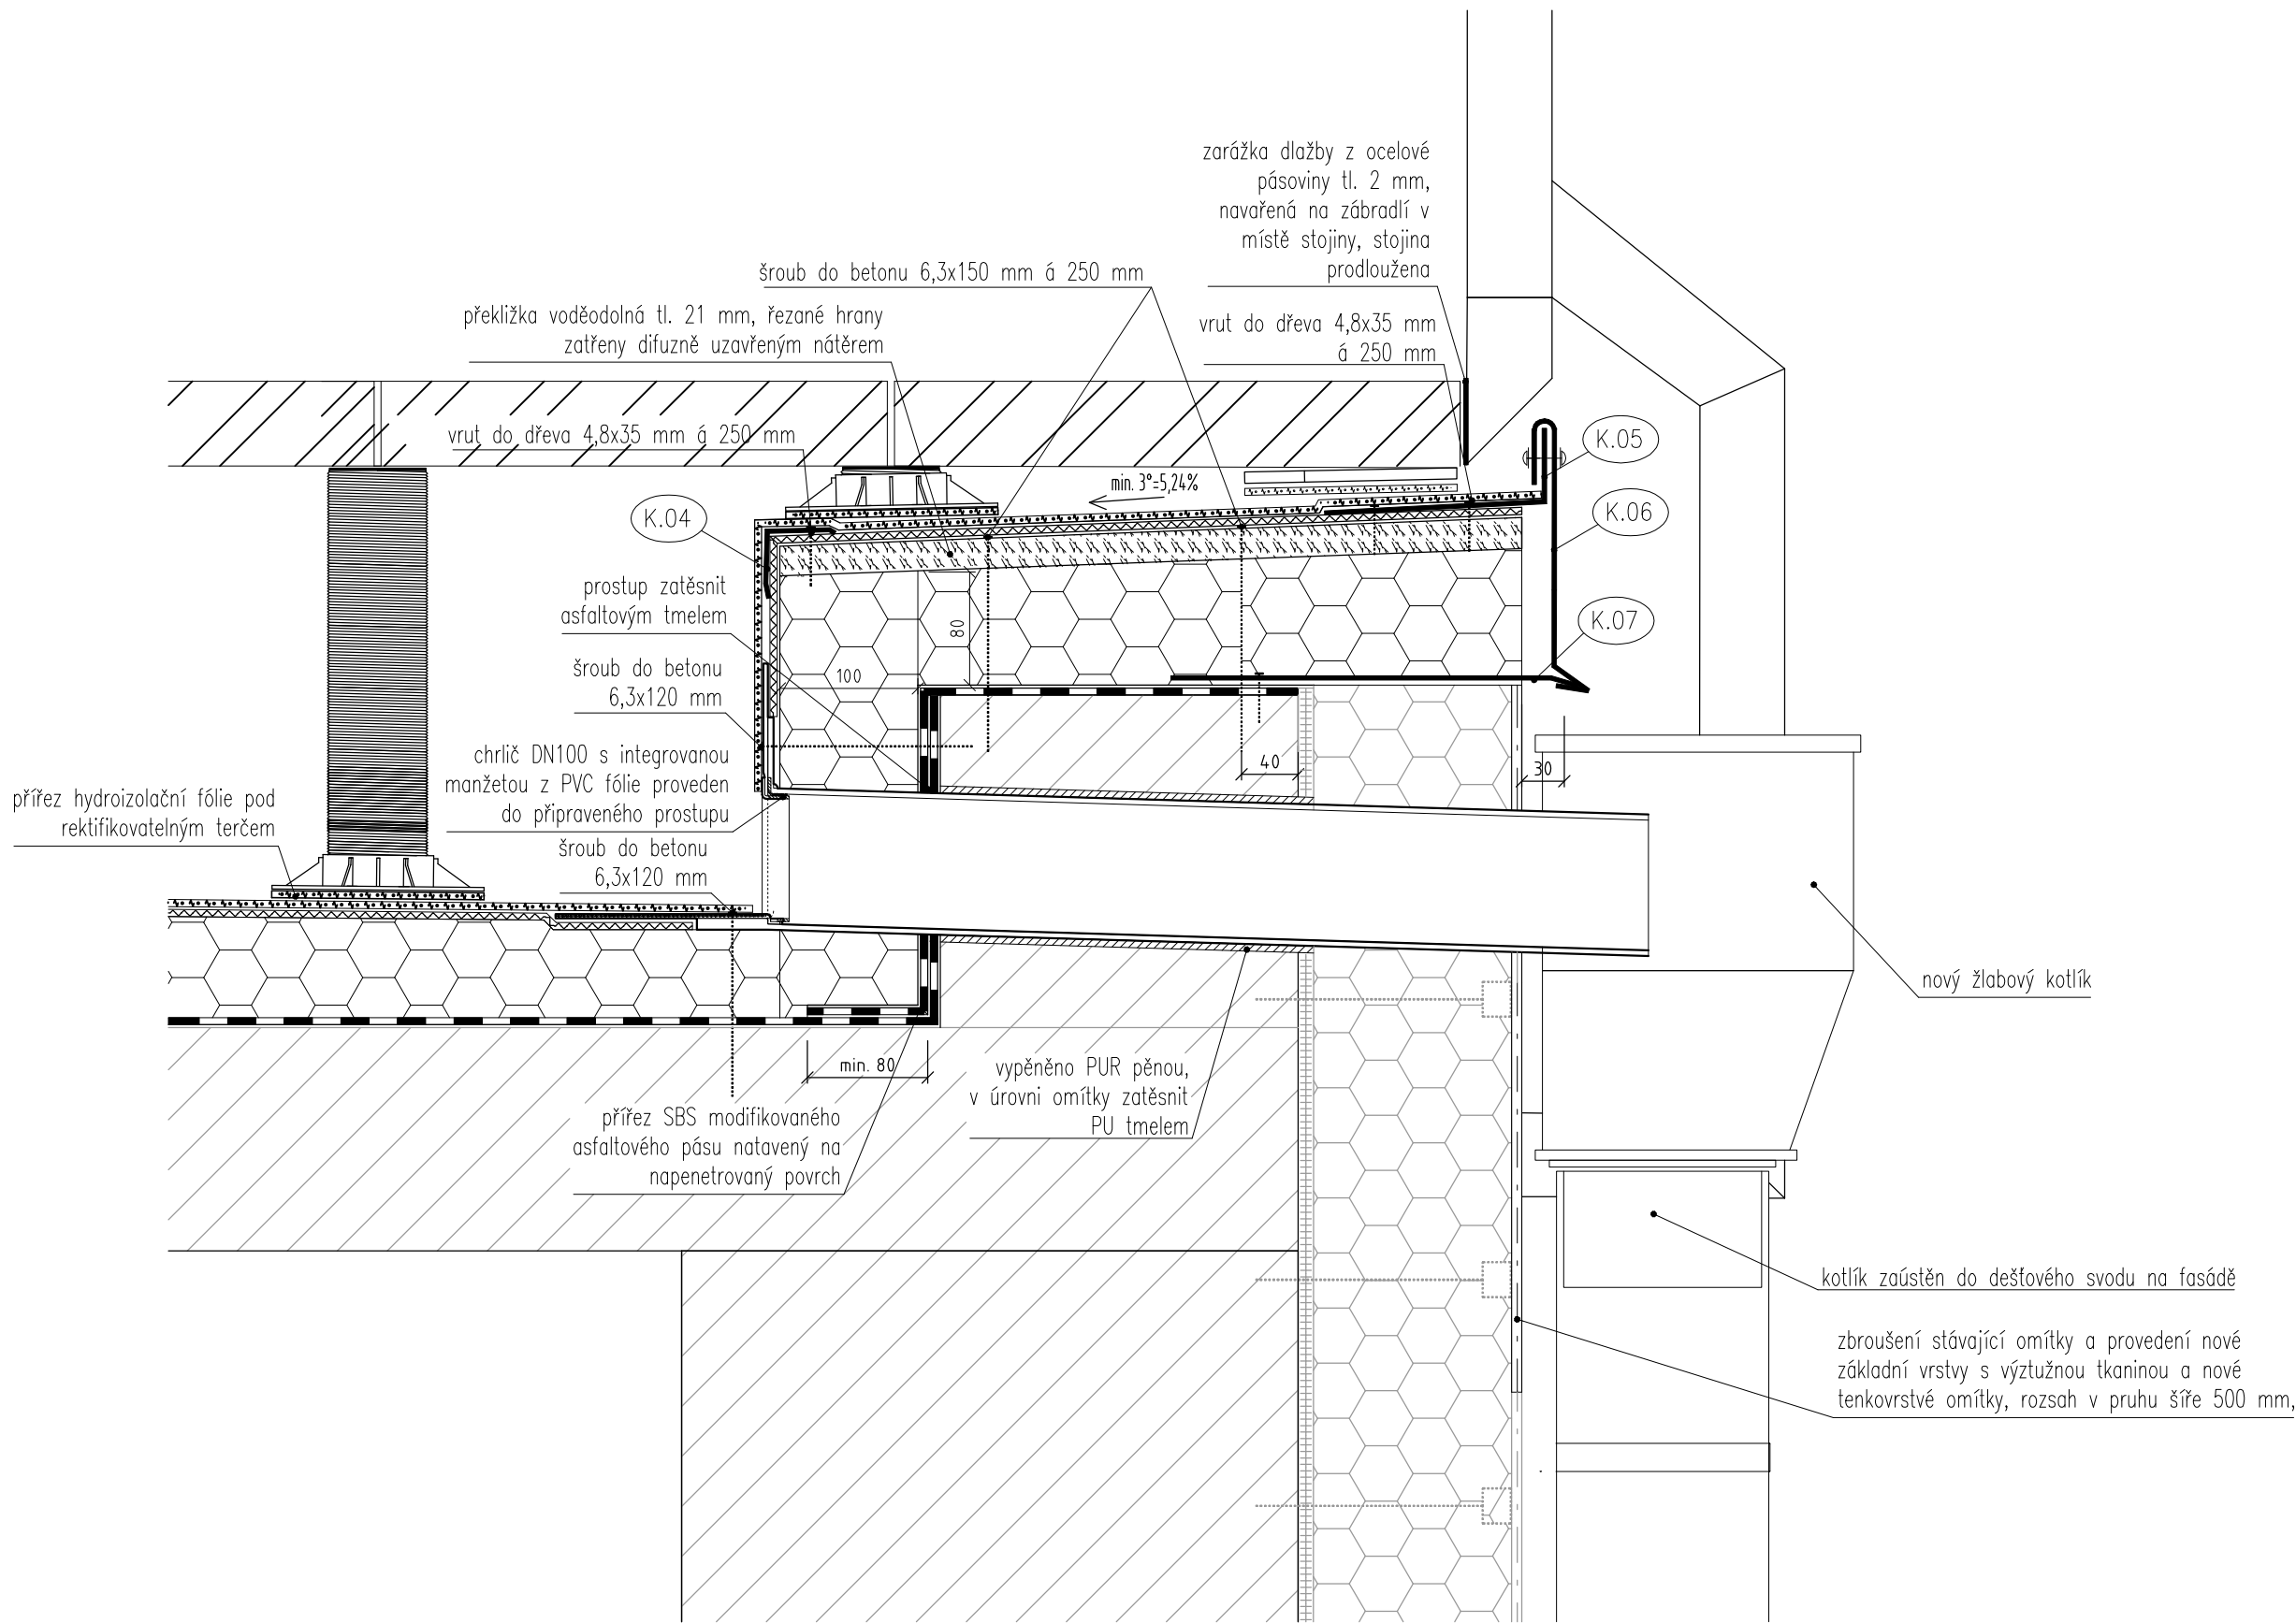 zarážka dlažby z ocelové
pásoviny tl. 2 mm,
navařená na zábradlí v
místě stojiny, stojina
prodloužena
šroub do betonu 6,3x150 mm á 250 mm
překližka voděodolná tl. 21 mm, řezané hrany
zatřeny difuzně uzavřeným nátěrem
vrut do dřeva 4,8x35 mm
á 250 mm
vrut do dřeva 4,8x35 mm á 250 mm
K.05
min. 3°=5,24%
K.06
K.04
prostup zatěsnit
asfaltovým tmelem
K.07
80
100
šroub do betonu
6,3x120 mm
chrlič DN100 s integrovanou
manžetou z PVC fólie proveden
do připraveného prostupu
40
30
přířez hydroizolační fólie pod
rektifikovatelným terčem
šroub do betonu
6,3x120 mm
nový žlabový kotlík
min. 80
vypěněno PUR pěnou,
v úrovni omítky zatěsnit
PU tmelem
přířez SBS modifikovaného
asfaltového pásu natavený na
napenetrovaný povrch
kotlík zaústěn do dešťového svodu na fasádě
zbroušení stávající omítky a provedení nové
základní vrstvy s výztužnou tkaninou a nové
tenkovrstvé omítky, rozsah v pruhu šíře 500 mm,